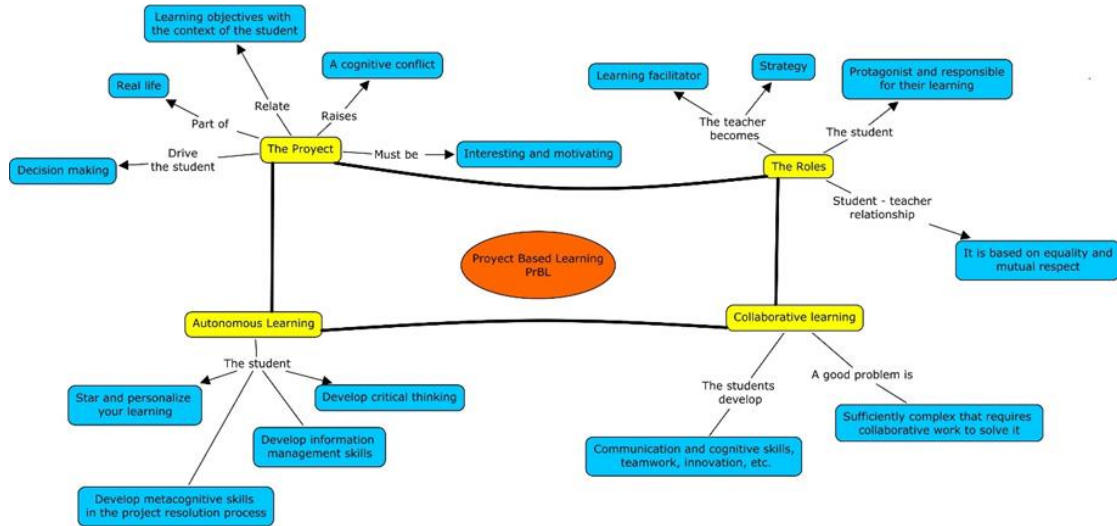 Learning objectives with
the context of the student
A cognitive conflict
Real life
Relate
Raises
Part of
The Proyect
Drive
the student
Must be
Decision making
Interesting and motivating
Learning facilitator
Strategy
Protagonist and responsible
for their learning
The teacher
becomes
The student
The Roles
Student - teacher
relationship
It is based on equality and
mutual respect
Proyect Based Learning
PrBL
Autonomous Learning
The student
Star and personalize
your learning
Develop critical thinking
Develop information
management skills
Develop metacognitive skills
in the project resolution process
Collaborative learning
The students
develop
A good problem is
Communication and cognitive skills,
teamwork, innovation, etc.
Sufficiently complex that requires
collaborative work to solve it